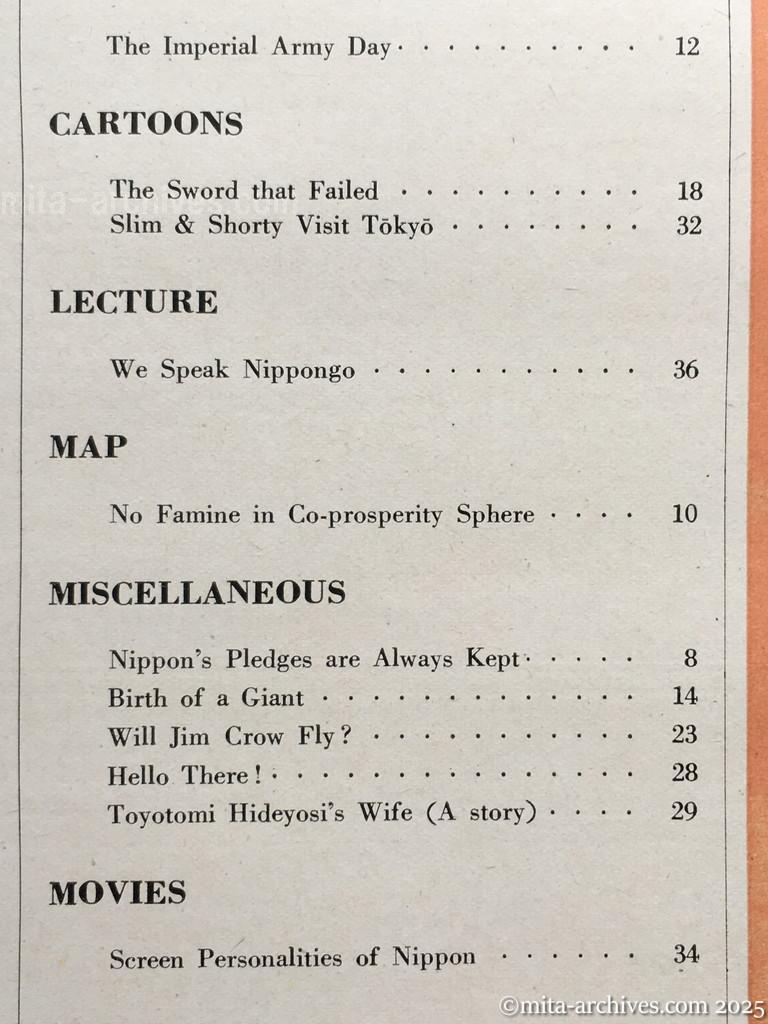 The Imperial Army Day · · · · · · · · · · 12
CARTOONS
The Sword that Failed · · · · · · · · · · 18
mita-archives.com
Slim & Shorty Visit Tōkyō · · · · · · · · 32
LECTURE
We Speak Nippongo · · · · · · · · · · · 36
MAP
No Famine in Co-prosperity Sphere · · · · 10
MISCELLANEOUS
Nippon's Pledges are Always Kept · · · · · 8
Birth of a Giant · · · · · · · · · · · · · 14
Will Jim Crow Fly? · · · · · · · · · · · 23
Hello There! · · · · · · · · · · · · · · · 28
Toyotomi Hideyosi's Wife (A story) · · · · 29
MOVIES
Screen Personalities of Nippon · · · · · · 34
©mita-archives.com 2025